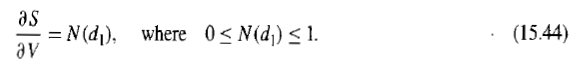 ∂S/∂V = N(d₁), where 0 ≤ N(d₁) ≤ 1. (15.44)